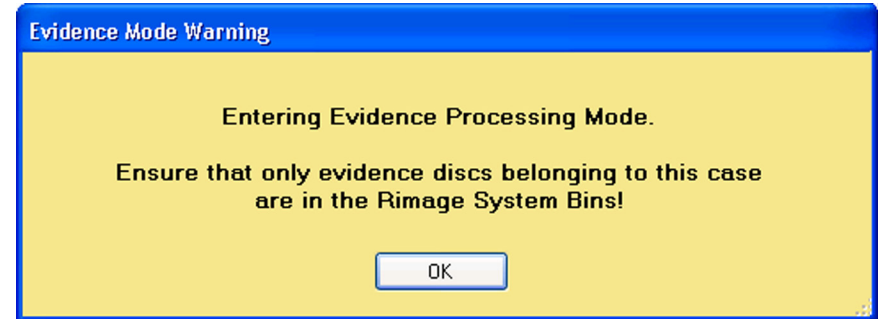 Evidence Mode Warning
Entering Evidence Processing Mode.
Ensure that only evidence discs belonging to this case
are in the Rimage System Bins!
OK